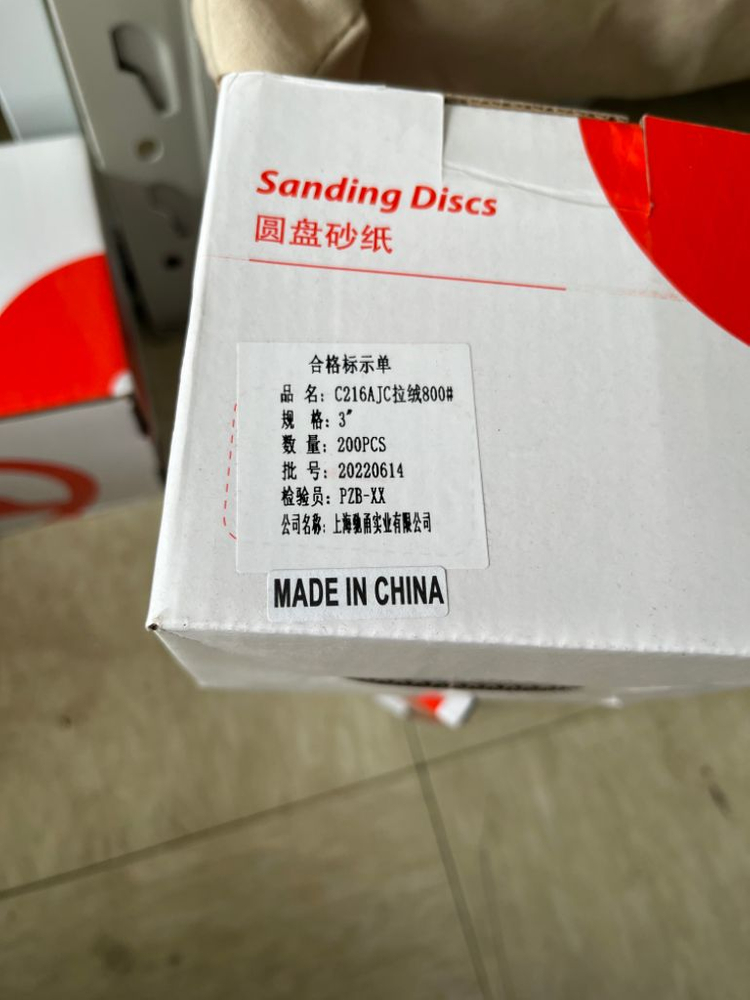 Sanding Discs
圆盘砂纸
合格标示单
品 名: C216AJC拉绒800#
规 格: 3″
数 量: 200PCS
批 号: 20220614
检验员: PZB-XX
公司名称: 上海驰甬实业有限公司
MADE IN CHINA